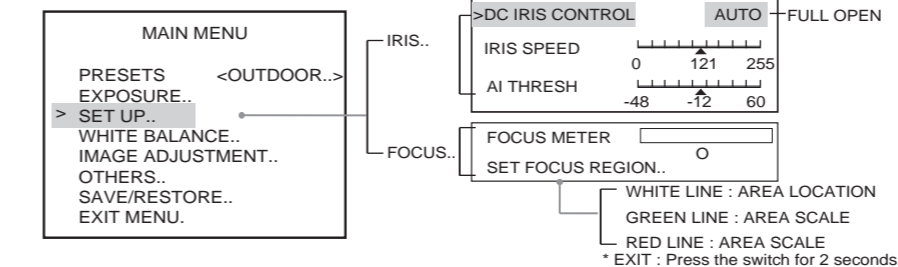 MAIN MENU
PRESETS <OUTDOOR..>
EXPOSURE..
> SET UP..
WHITE BALANCE..
IMAGE ADJUSTMENT..
OTHERS..
SAVE/RESTORE..
EXIT MENU.
IRIS..
>DC IRIS CONTROL AUTO FULL OPEN
IRIS SPEED
0 121 255
AI THRESH
-48 -12 60
FOCUS..
FOCUS METER
O
SET FOCUS REGION..
WHITE LINE : AREA LOCATION
GREEN LINE : AREA SCALE
RED LINE : AREA SCALE
* EXIT : Press the switch for 2 seconds